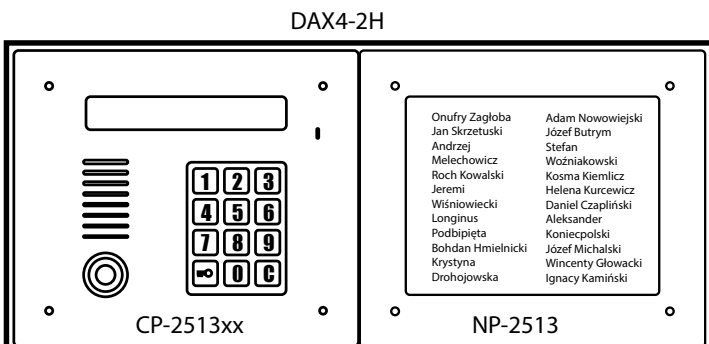 DAX4-2H
1 2 3
4 5 6
7 8 9
0 C
CP-2513xx
Onufry Zagłoba
Jan Skrzetuski
Andrzej
Melechowicz
Roch Kowalski
Jeremi
Wiśniowiecki
Longinus
Podbipięta
Bohdan Hmielnicki
Krystyna
Drohojowska
Adam Nowowiejski
Józef Butrym
Stefan
Woźniakowski
Kosma Kiemlicz
Helena Kurcewicz
Daniel Czapliński
Aleksander
Koniecpolski
Józef Michalski
Wincenty Głowacki
Ignacy Kamiński
NP-2513